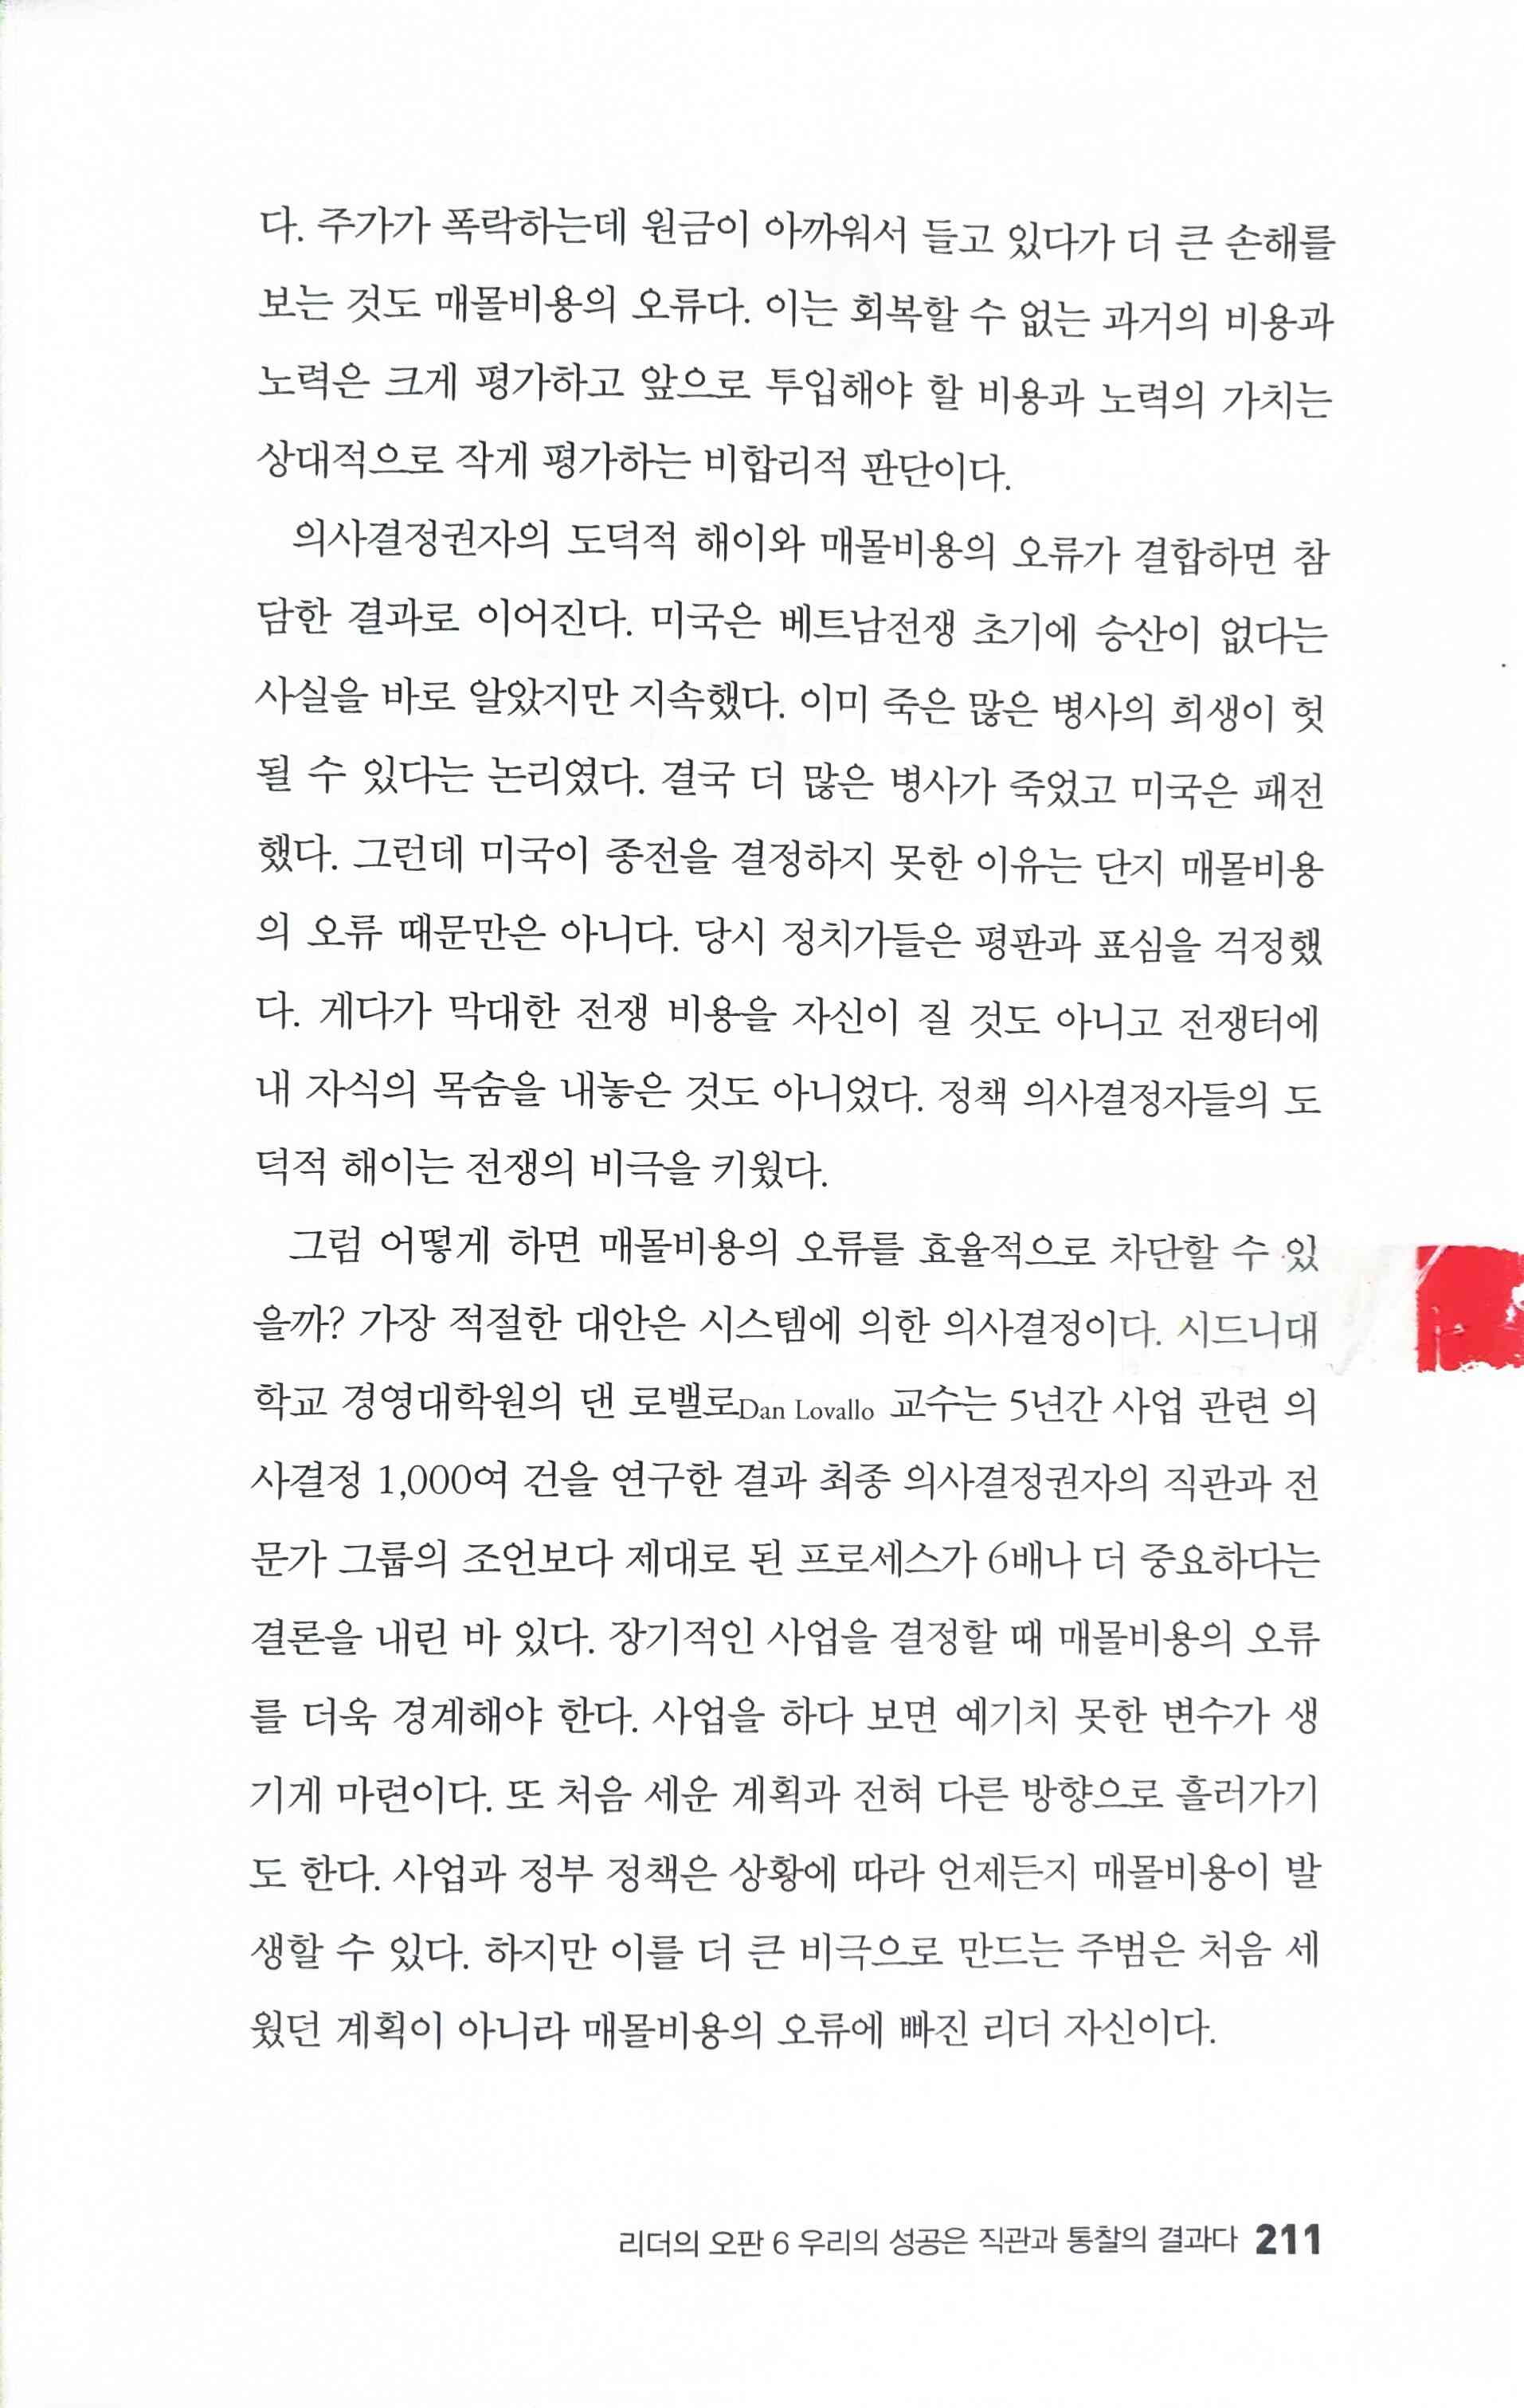 다. 주가가 폭락하는데 원금이 아까워서 들고 있다가 더 큰 손해를
보는 것도 매몰비용의 오류다. 이는 회복할 수 없는 과거의 비용과
노력은 크게 평가하고 앞으로 투입해야 할 비용과 노력의 가치는
상대적으로 작게 평가하는 비합리적 판단이다.
의사결정권자의 도덕적 해이와 매몰비용의 오류가 결합하면 참
담한 결과로 이어진다. 미국은 베트남전쟁 초기에 승산이 없다는
사실을 바로 알았지만 지속했다. 이미 죽은 많은 병사의 희생이 헛
될 수 있다는 논리였다. 결국 더 많은 병사가 죽었고 미국은 패전
했다. 그런데 미국이 종전을 결정하지 못한 이유는 단지 매몰비용
의 오류 때문만은 아니다. 당시 정치가들은 평판과 표심을 걱정했
다. 게다가 막대한 전쟁 비용을 자신이 질 것도 아니고 전쟁터에
내 자식의 목숨을 내놓은 것도 아니었다. 정책 의사결정자들의 도
덕적 해이는 전쟁의 비극을 키웠다.
그럼 어떻게 하면 매몰비용의 오류를 효율적으로 차단할 수 있
을까? 가장 적절한 대안은 시스템에 의한 의사결정이다. 시드니대
학교 경영대학원의 댄 로밸로Dan Lovallo 교수는 5년간 사업 관련 의
사결정 1,000여 건을 연구한 결과 최종 의사결정권자의 직관과 전
문가 그룹의 조언보다 제대로 된 프로세스가 6배나 더 중요하다는
결론을 내린 바 있다. 장기적인 사업을 결정할 때 매몰비용의 오류
를 더욱 경계해야 한다. 사업을 하다 보면 예기치 못한 변수가 생
기게 마련이다. 또 처음 세운 계획과 전혀 다른 방향으로 흘러가기
도 한다. 사업과 정부 정책은 상황에 따라 언제든지 매몰비용이 발
생할 수 있다. 하지만 이를 더 큰 비극으로 만드는 주범은 처음 세
웠던 계획이 아니라 매몰비용의 오류에 빠진 리더 자신이다.
리더의 오판 6 우리의 성공은 직관과 통찰의 결과다 211